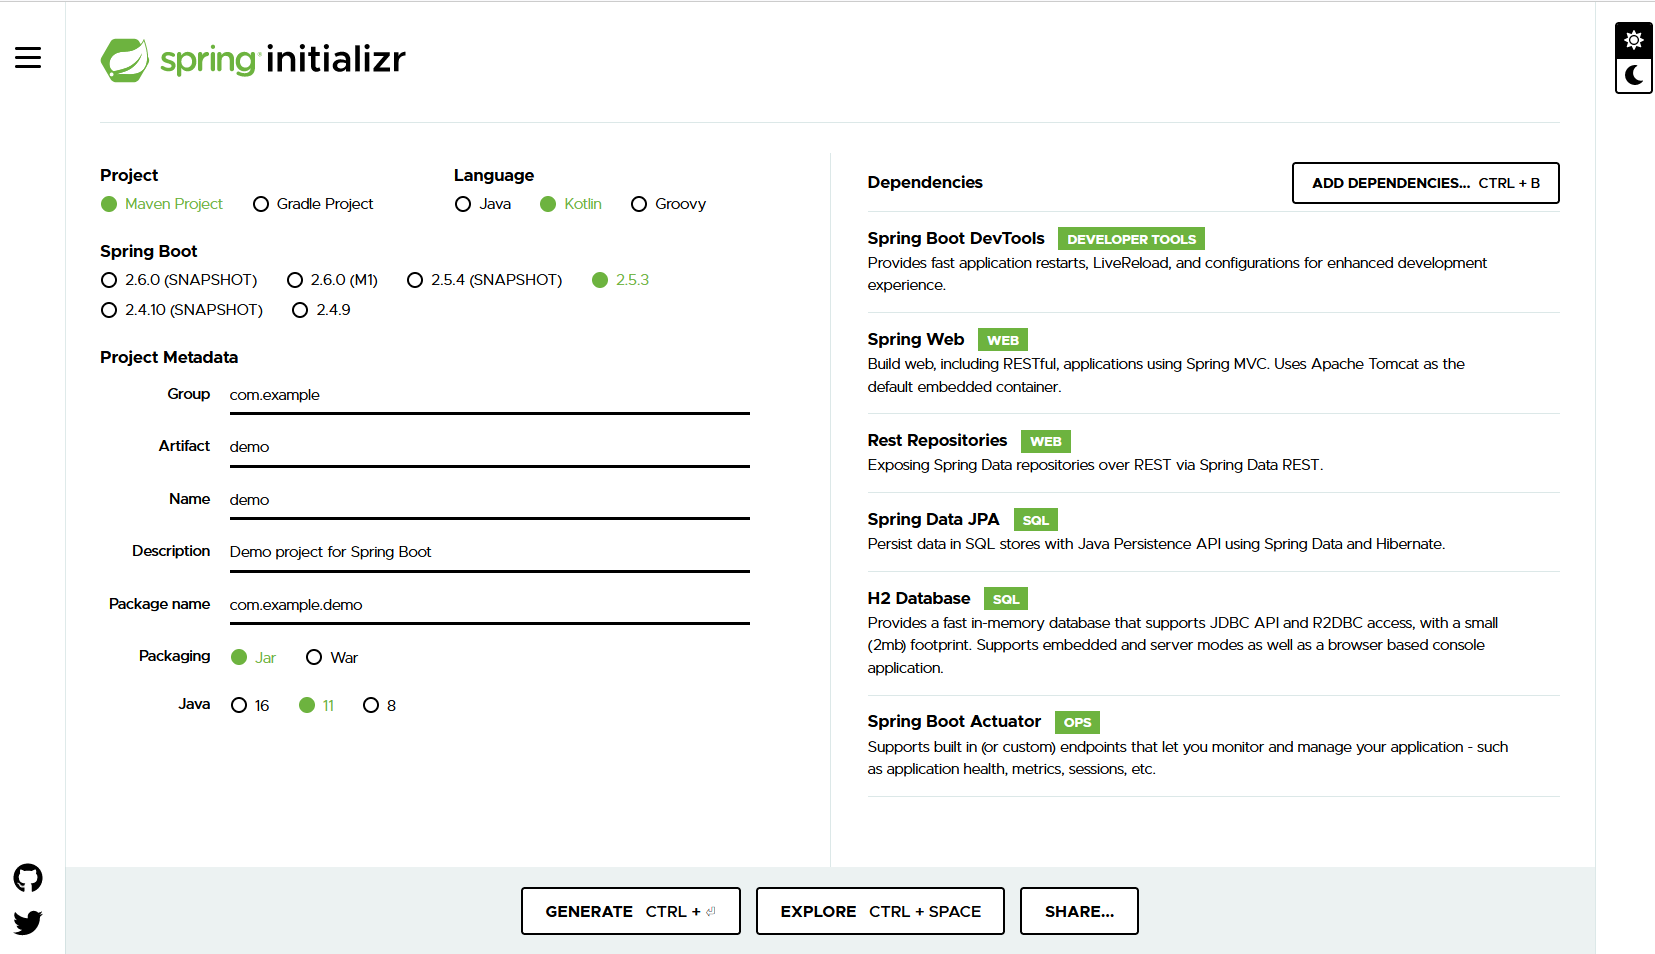 spring initializr
Project
Maven Project Gradle Project
Language
Java Kotlin Groovy
Spring Boot
2.6.0 (SNAPSHOT) 2.6.0 (M1) 2.5.4 (SNAPSHOT) 2.5.3
2.4.10 (SNAPSHOT) 2.4.9
Project Metadata
Group com.example
Artifact demo
Name demo
Description Demo project for Spring Boot
Package name com.example.demo
Packaging Jar War
Java 16 11 8
Dependencies
ADD DEPENDENCIES... CTRL + B
Spring Boot DevTools DEVELOPER TOOLS
Provides fast application restarts, LiveReload, and configurations for enhanced development
experience.
Spring Web WEB
Build web, including RESTful, applications using Spring MVC. Uses Apache Tomcat as the
default embedded container.
Rest Repositories WEB
Exposing Spring Data repositories over REST via Spring Data REST.
Spring Data JPA SQL
Persist data in SQL stores with Java Persistence API using Spring Data and Hibernate.
H2 Database SQL
Provides a fast in-memory database that supports JDBC API and R2DBC access, with a small
(2mb) footprint. Supports embedded and server modes as well as a browser based console
application.
Spring Boot Actuator OPS
Supports built in (or custom) endpoints that let you monitor and manage your application - such
as application health, metrics, sessions, etc.
GENERATE CTRL + ⏎
EXPLORE CTRL + SPACE
SHARE...